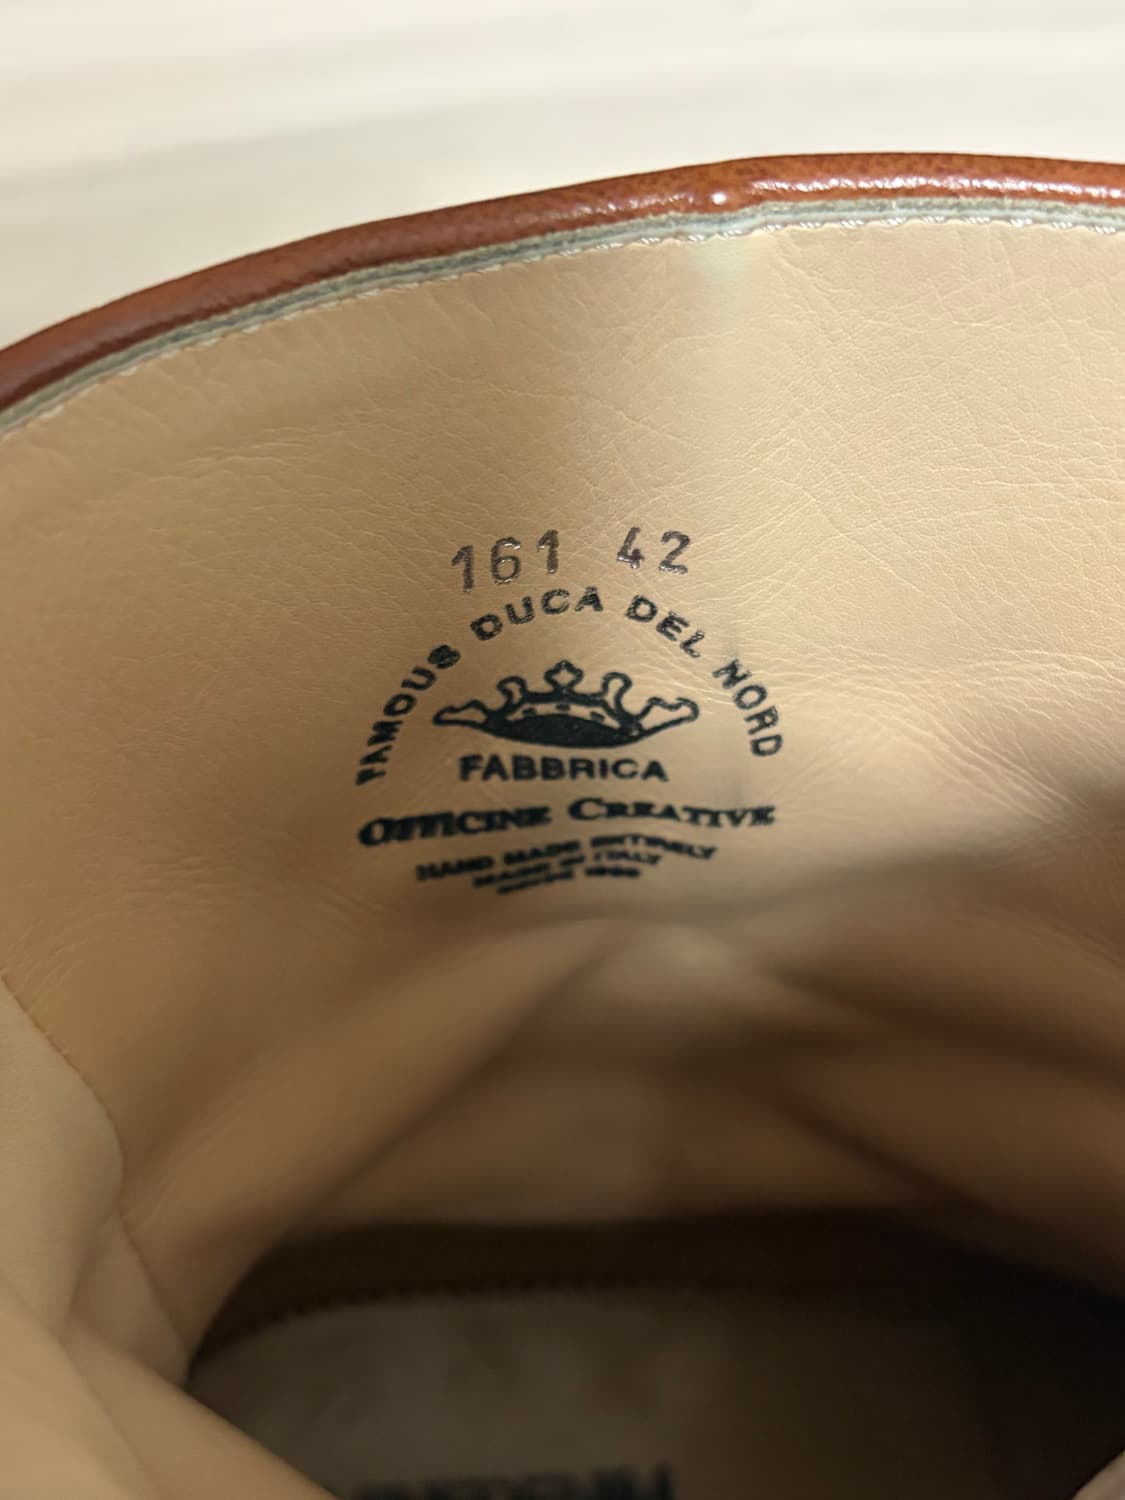 161 42
FAMOUS DUCA DEL NORD
FABBRICA
OFFICINE CREATIVE
HAND MADE ENTIRELY
MADE IN ITALY